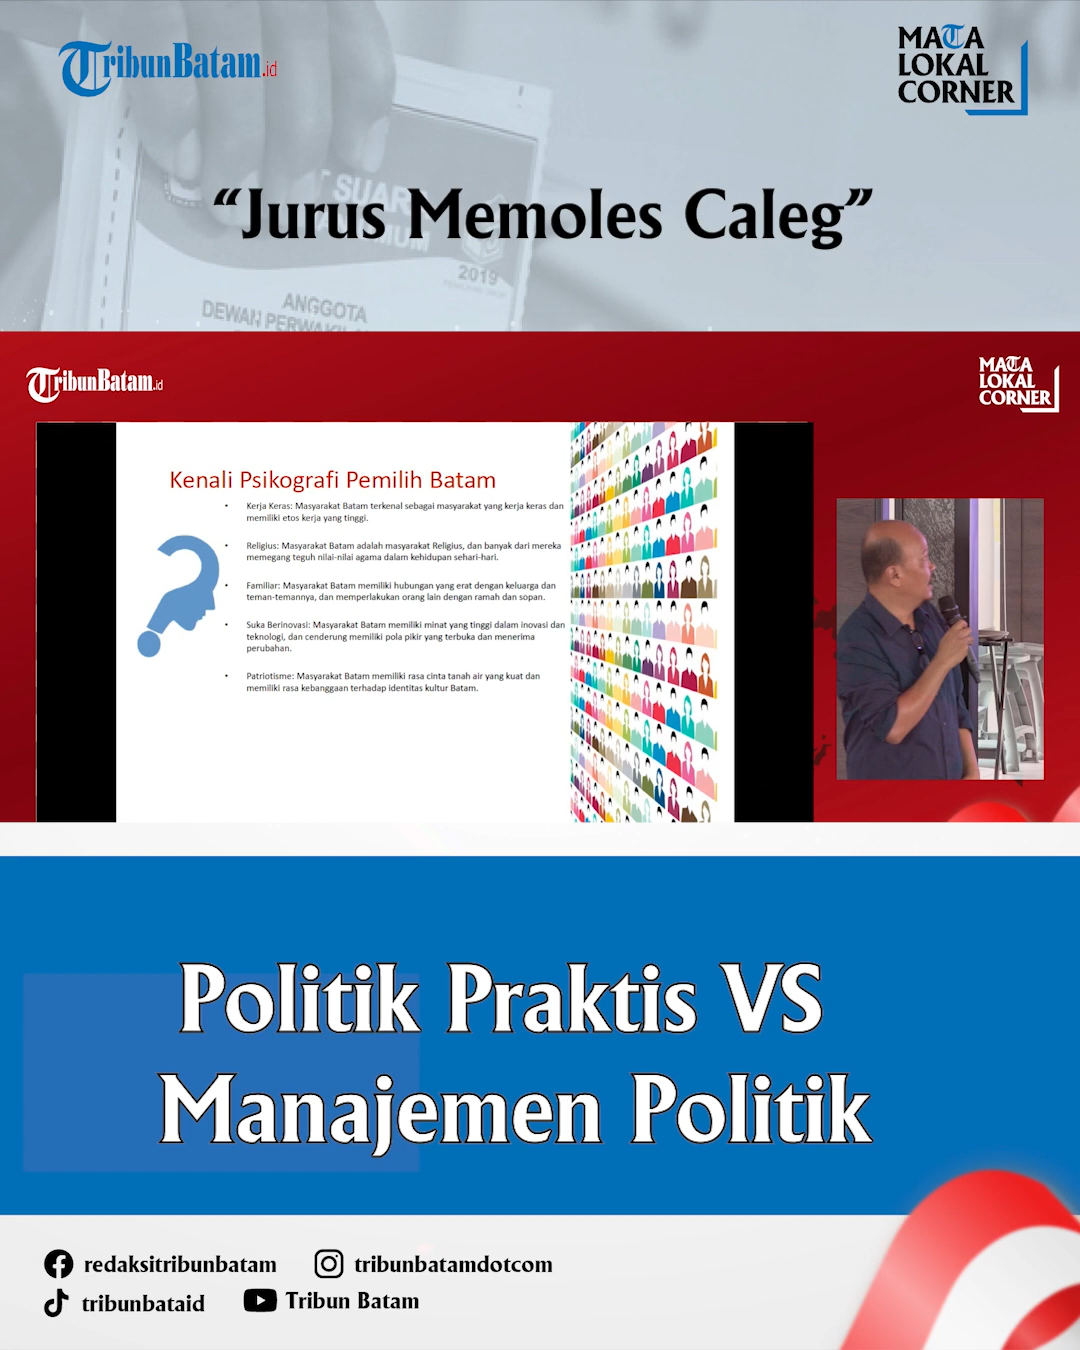 TribunBatam.id
MATA
LOKAL
CORNER
“Jurus Memoles Caleg”
SUARA
UMUM
2019
ANGGOTA
DEWAN PERWAKIL
TribunBatam.id
MATA
LOKAL
CORNER
Kenali Psikografi Pemilih Batam
• Kerja Keras: Masyarakat Batam terkenal sebagai masyarakat yang kerja keras dan
memiliki etos kerja yang tinggi.
• Religius: Masyarakat Batam adalah masyarakat Religius, dan banyak dari mereka
memegang teguh nilai-nilai agama dalam kehidupan sehari-hari.
• Familiar: Masyarakat Batam memiliki hubungan yang erat dengan keluarga dan
teman-temannya, dan memperlakukan orang lain dengan ramah dan sopan.
• Suka Berinovasi: Masyarakat Batam memiliki minat yang tinggi dalam inovasi dan
teknologi, dan cenderung memiliki pola pikir yang terbuka dan menerima
perubahan.
• Patriotisme: Masyarakat Batam memiliki rasa cinta tanah air yang kuat dan
memiliki rasa kebanggaan terhadap identitas kultur Batam.
Politik Praktis VS
Manajemen Politik
redaksitribunbatam
tribunbatamdotcom
tribunbataid
Tribun Batam